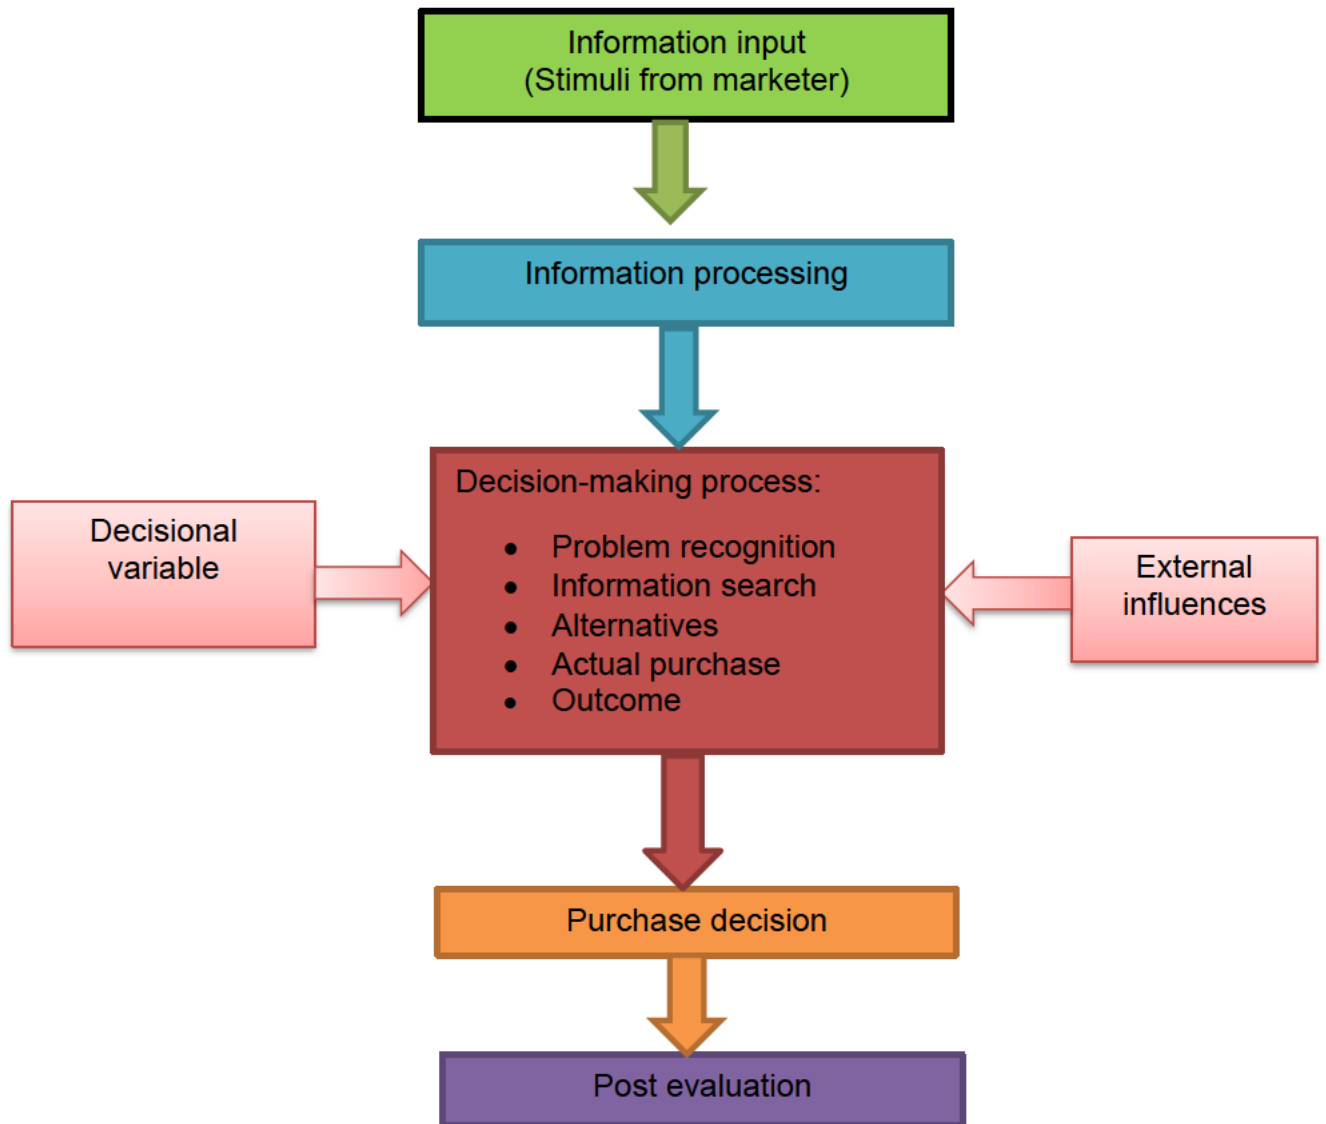 Information input
(Stimuli from marketer)
Information processing
Decision-making process:
• Problem recognition
• Information search
• Alternatives
• Actual purchase
• Outcome
Decisional
variable
External
influences
Purchase decision
Post evaluation